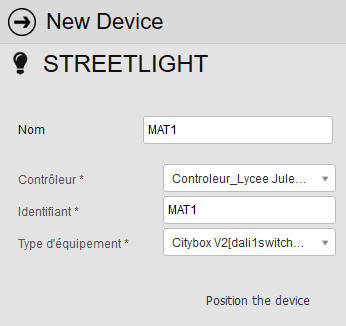 New Device
STREETLIGHT
Nom MAT1
Contrôleur * Controleur_Lycee Jule...
Identifiant * MAT1
Type d'équipement * Citybox V2[dali1switch...
Position the device